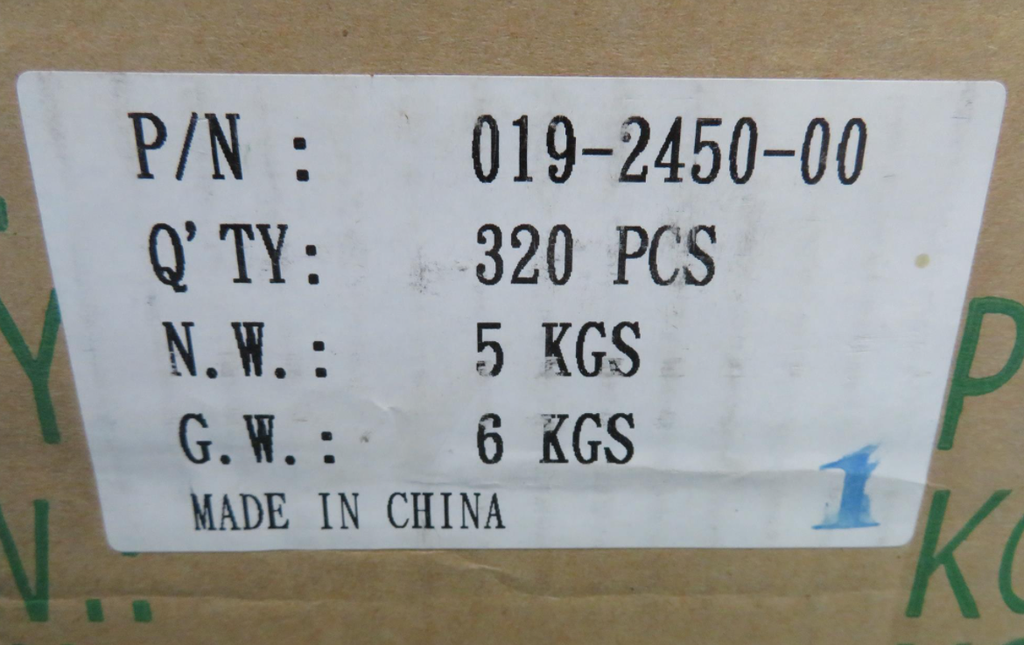 P/N : 019-2450-00
Q'TY: 320 PCS
N.W.: 5 KGS
G.W.: 6 KGS
MADE IN CHINA
1
Y
P
N..
K